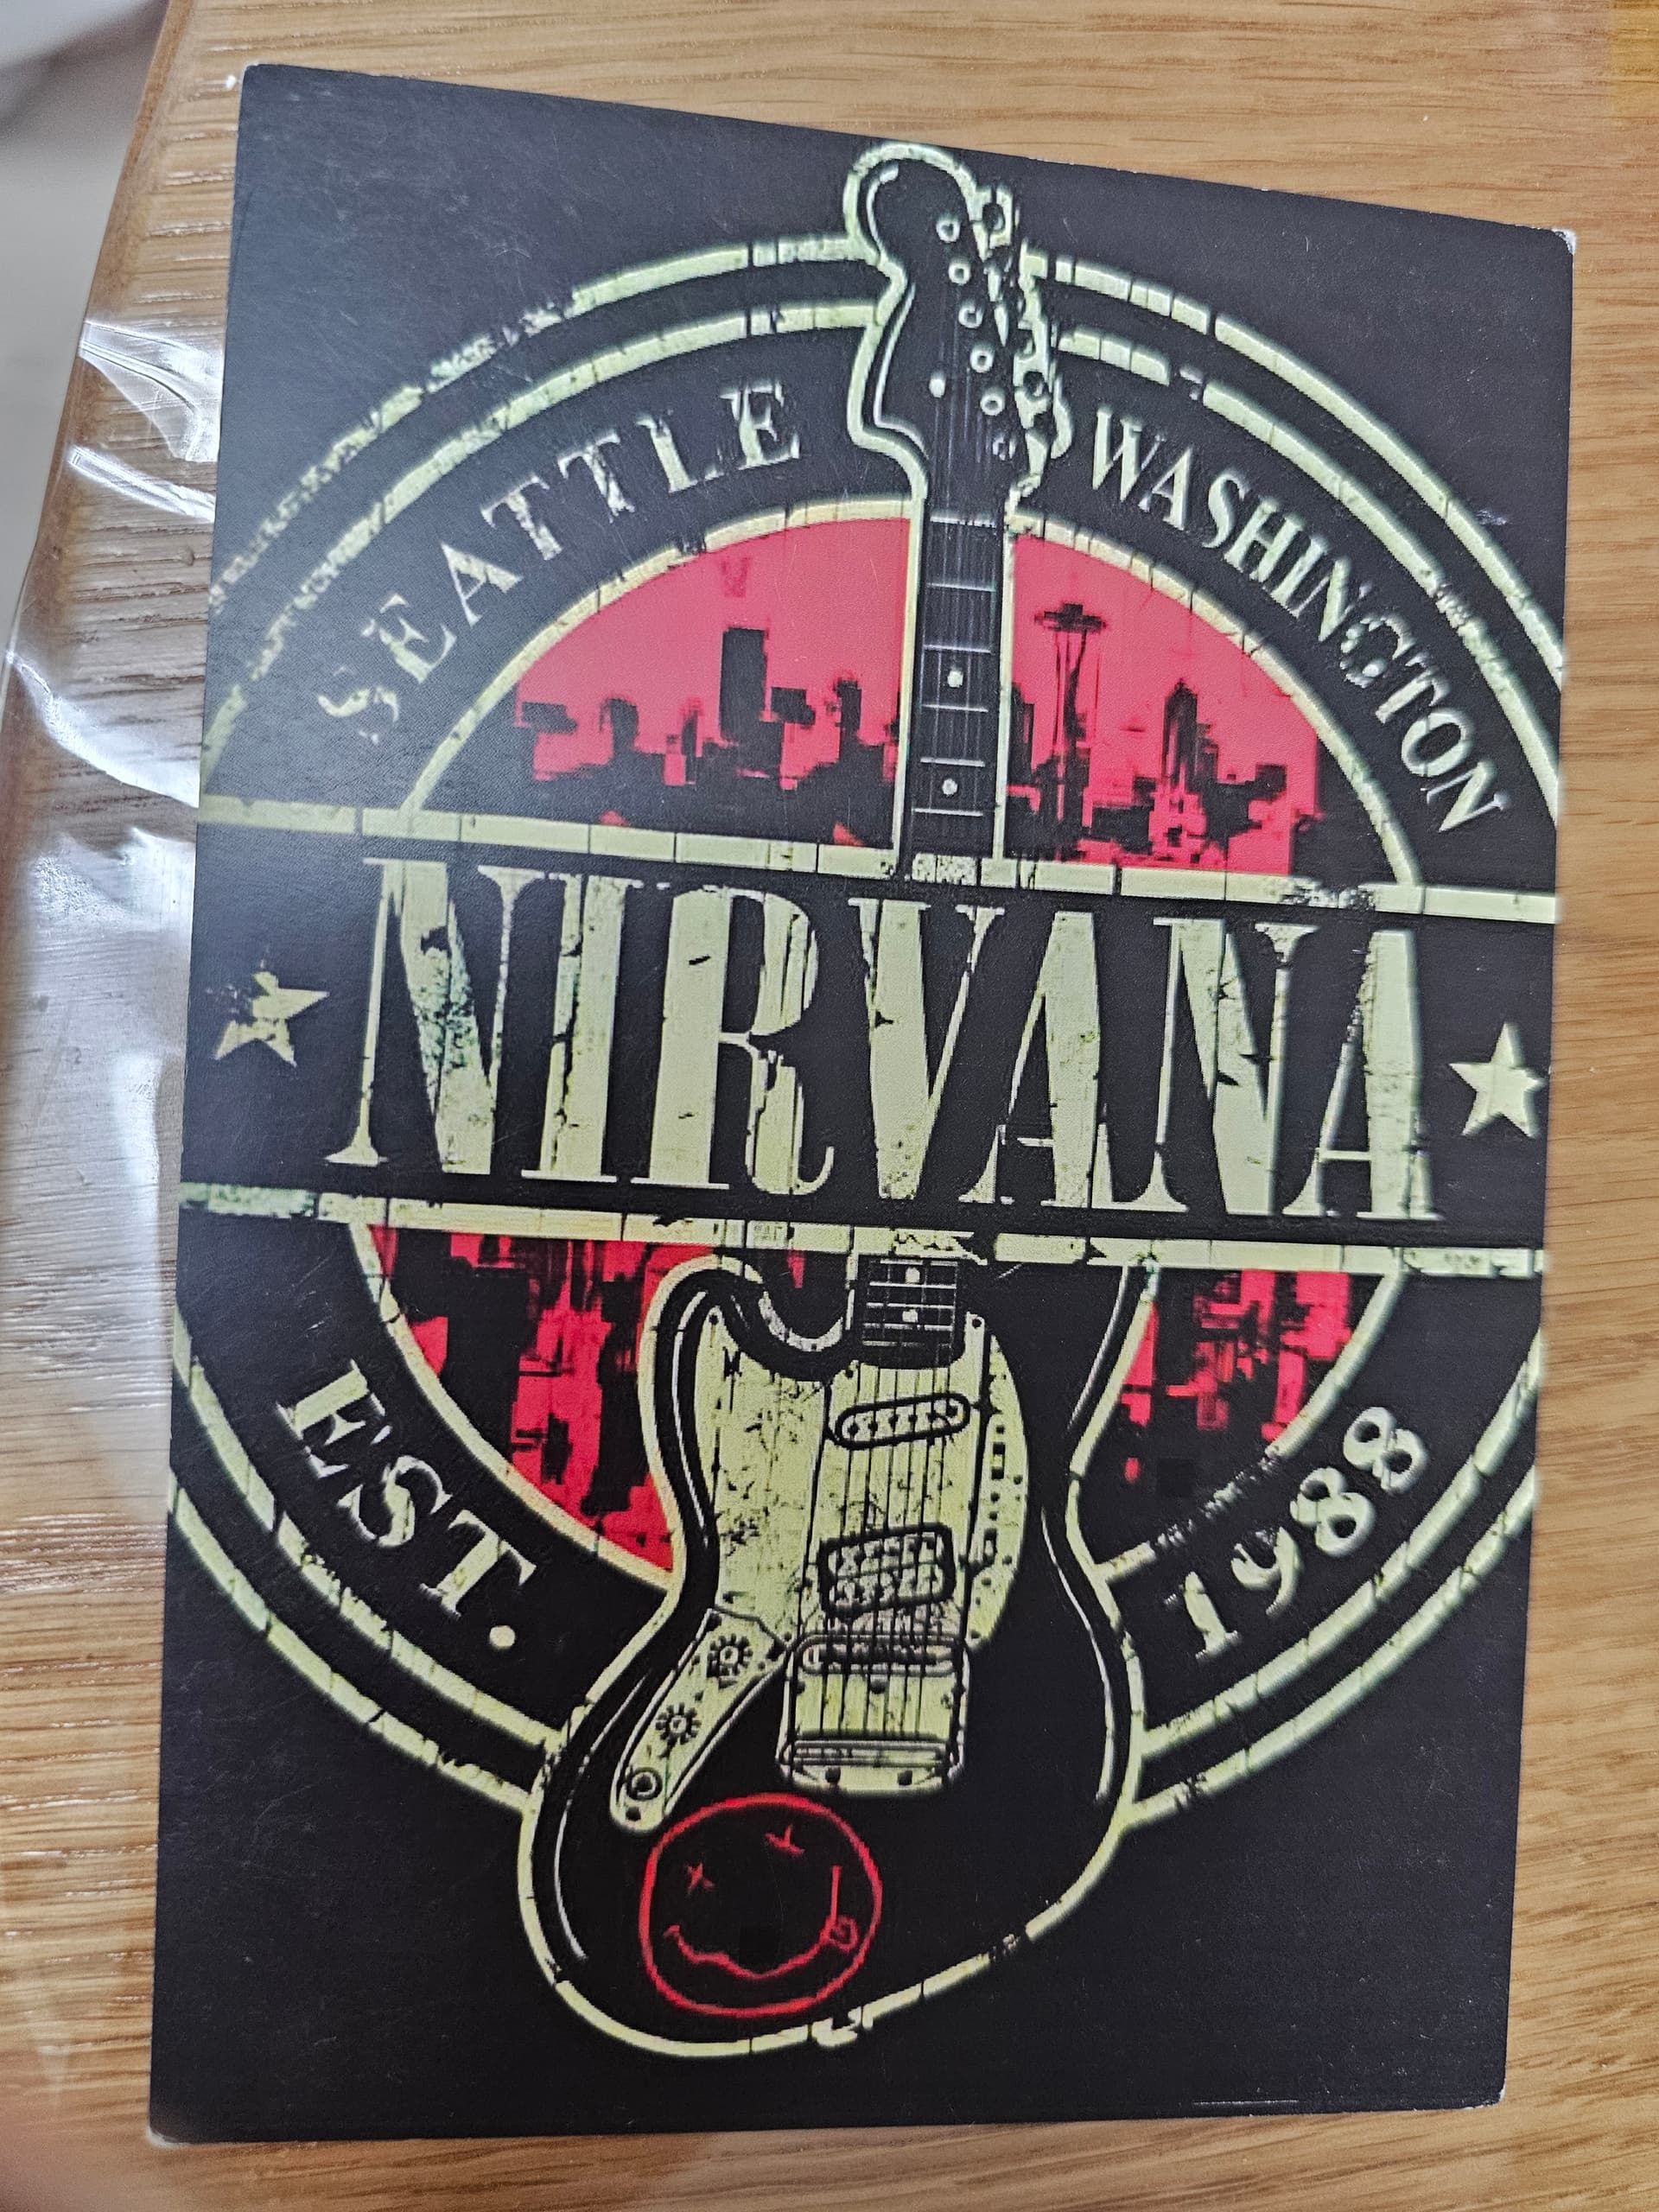 SEATTLE WASHINGTON
NIRVANA
EST. 1988